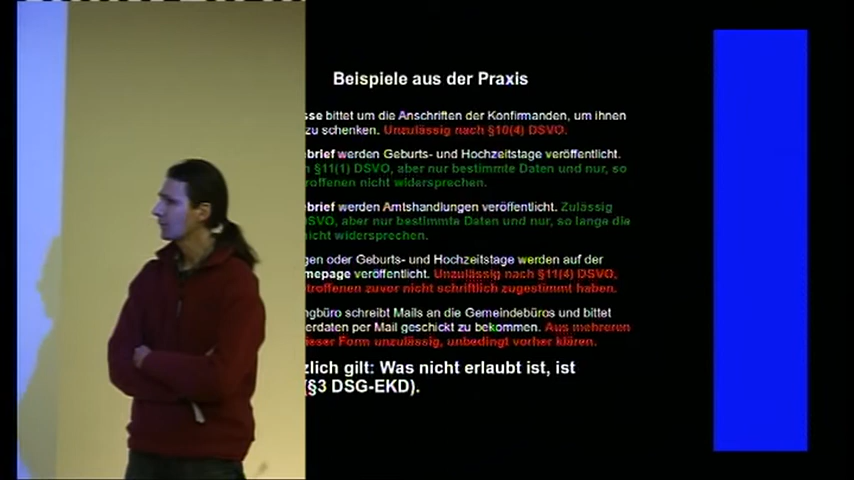 Beispiele aus der Praxis
sse bittet um die Anschriften der Konfirmanden, um ihnen
zu schenken. Unzulässig nach §10(4) DSVO.
ebrief werden Geburts- und Hochzeitstage veröffentlicht.
h §11(1) DSVO, aber nur bestimmte Daten und nur, so
troffenen nicht widersprechen.
ebrief werden Amtshandlungen veröffentlicht. Zulässig
DSVO, aber nur bestimmte Daten und nur, so lange die
nicht widersprechen.
gen oder Geburts- und Hochzeitstage werden auf der
mepage veröffentlicht. Unzulässig nach §11(4) DSVO,
troffenen zuvor nicht schriftlich zugestimmt haben.
ngbüro schreibt Mails an die Gemeindebüros und bittet
erdaten per Mail geschickt zu bekommen. Aus mehreren
ieser Form unzulässig, unbedingt vorher klären.
zlich gilt: Was nicht erlaubt ist, ist
(§3 DSG-EKD).